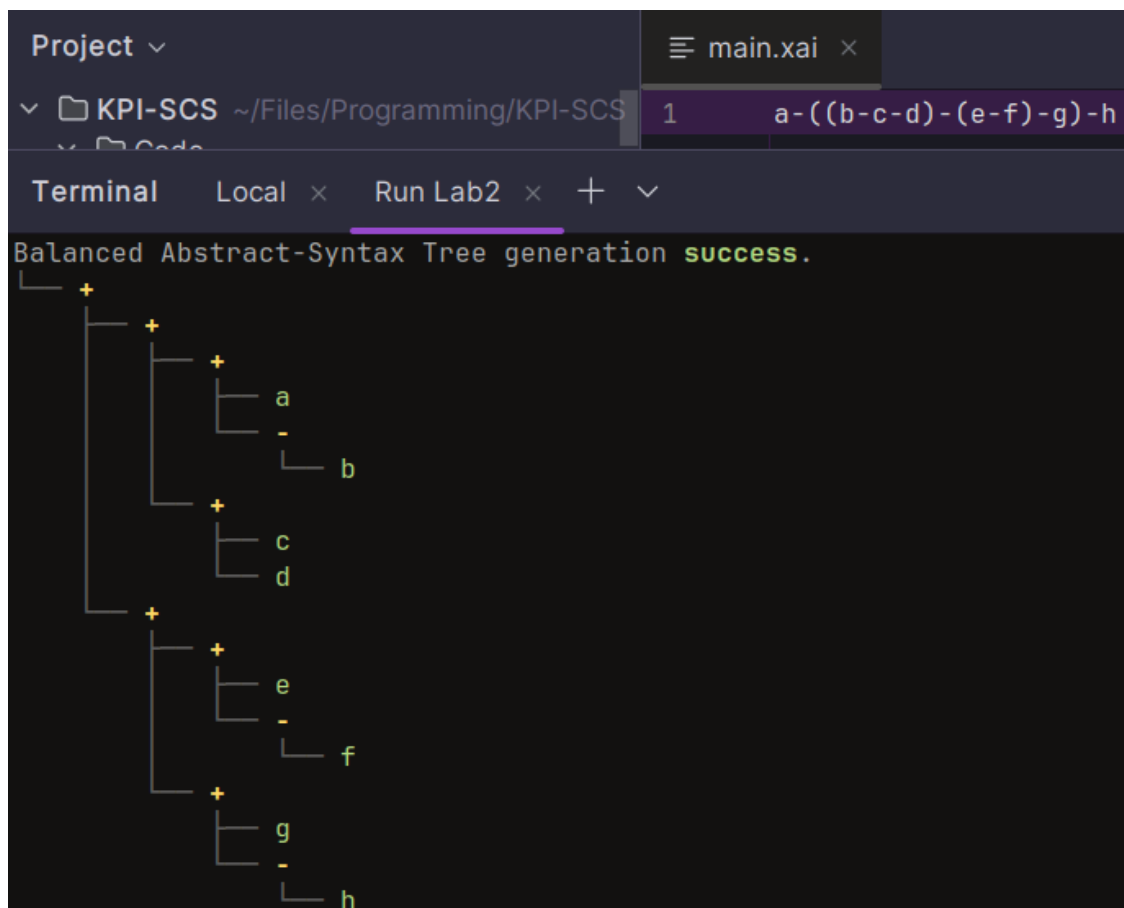 Project
main.xai ×
KPI-SCS ~/Files/Programming/KPI-SCS
1 a-((b-c-d)-(e-f)-g)-h
Code
Terminal Local × Run Lab2 × +
Balanced Abstract-Syntax Tree generation success.
└── +
    ├── +
    │   ├── +
    │   │   ├── a
    │   │   └── -
    │   │       └── b
    │   └── +
    │       ├── c
    │       └── d
    └── +
        ├── +
        │   ├── e
        │   └── -
        │       └── f
        └── +
            ├── g
            └── -
                └── h